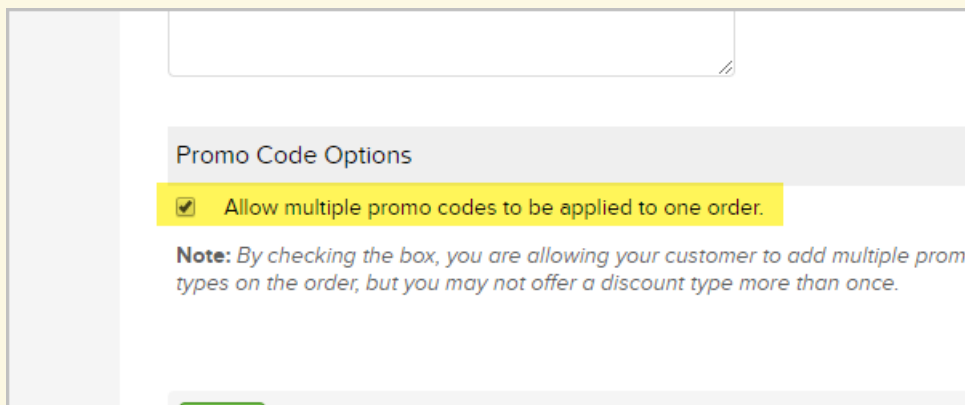 Promo Code Options
Allow multiple promo codes to be applied to one order.
Note: By checking the box, you are allowing your customer to add multiple prom
types on the order, but you may not offer a discount type more than once.